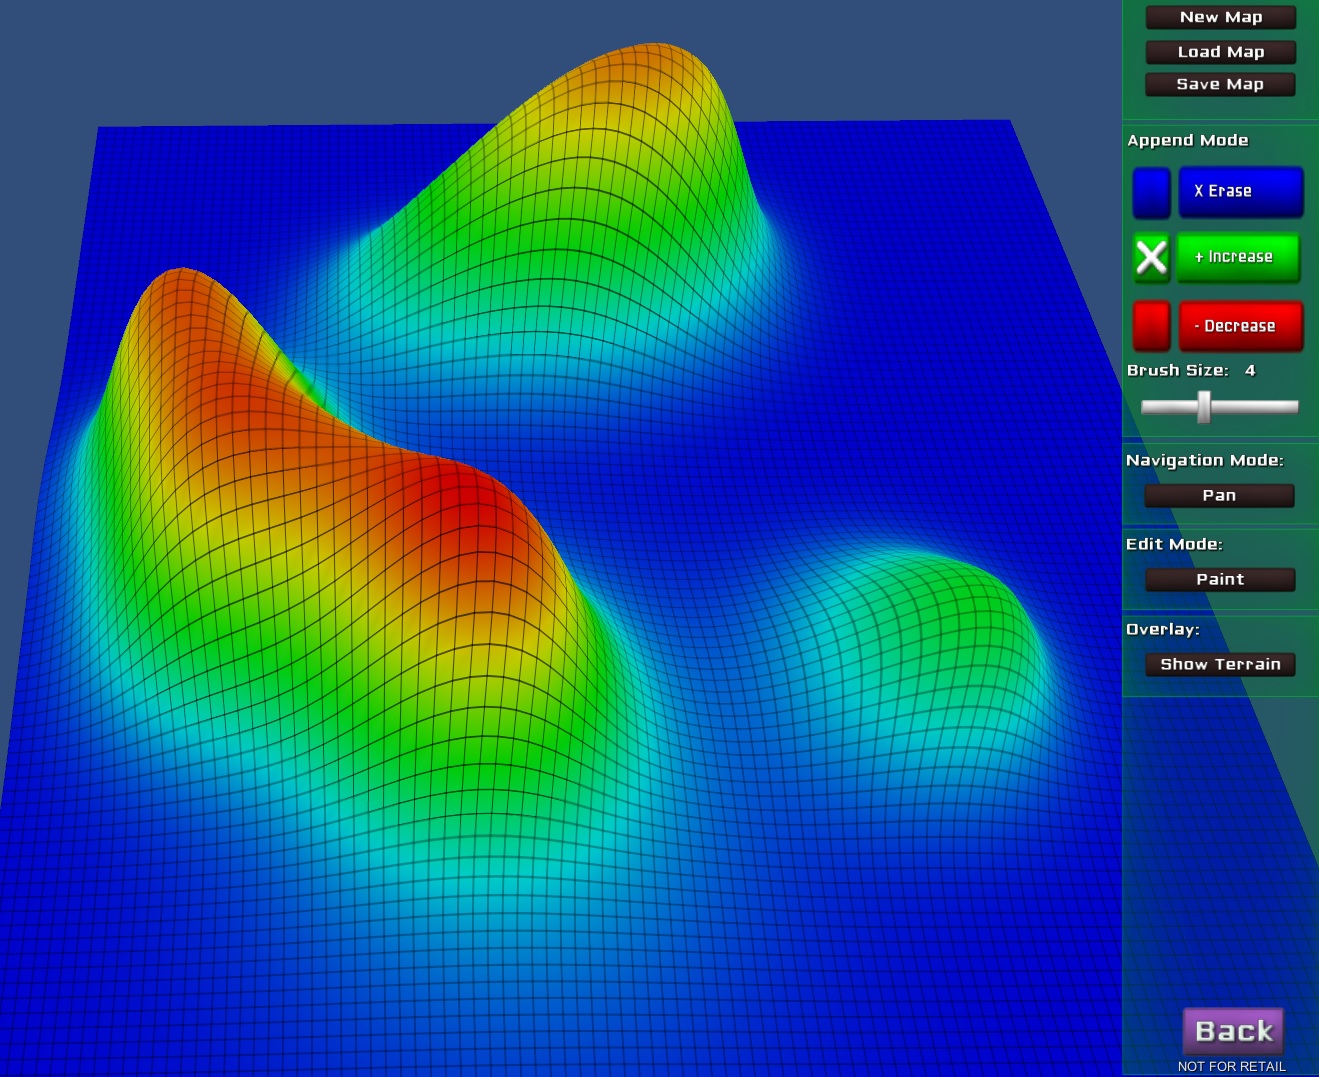 New Map
Load Map
Save Map
Append Mode
X Erase
+ Increase
- Decrease
Brush Size: 4
Navigation Mode:
Pan
Edit Mode:
Paint
Overlay:
Show Terrain
Back
NOT FOR RETAIL